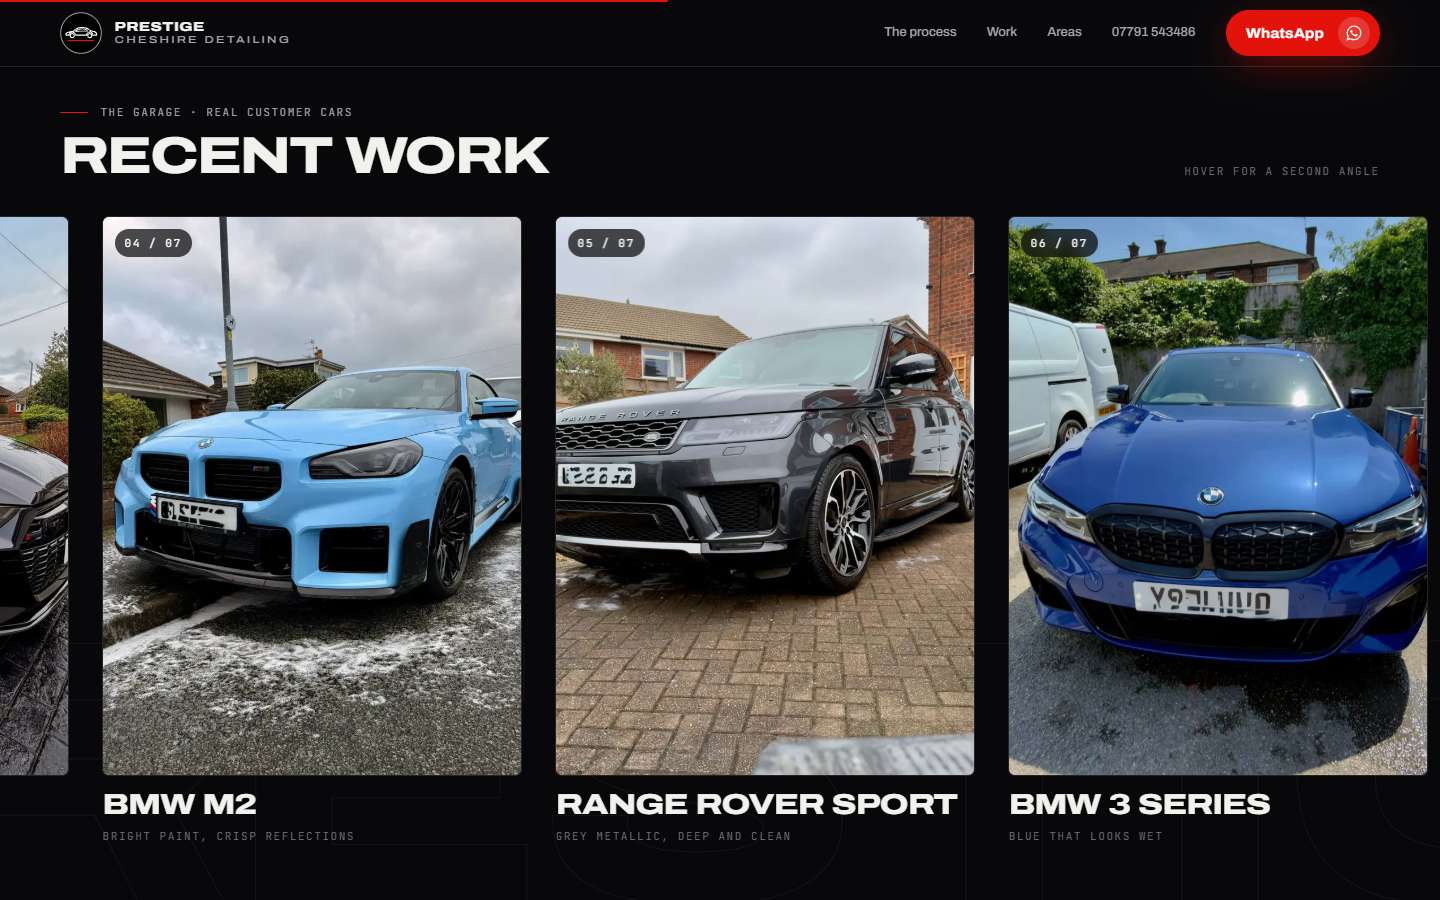 PRESTIGE
CHESHIRE DETAILING
The process
Work
Areas
07791 543486
WhatsApp
THE GARAGE · REAL CUSTOMER CARS
RECENT WORK
HOVER FOR A SECOND ANGLE
04 / 07
05 / 07
06 / 07
RANGE ROVER
BMW M2
BRIGHT PAINT, CRISP REFLECTIONS
RANGE ROVER SPORT
GREY METALLIC, DEEP AND CLEAN
BMW 3 SERIES
BLUE THAT LOOKS WET